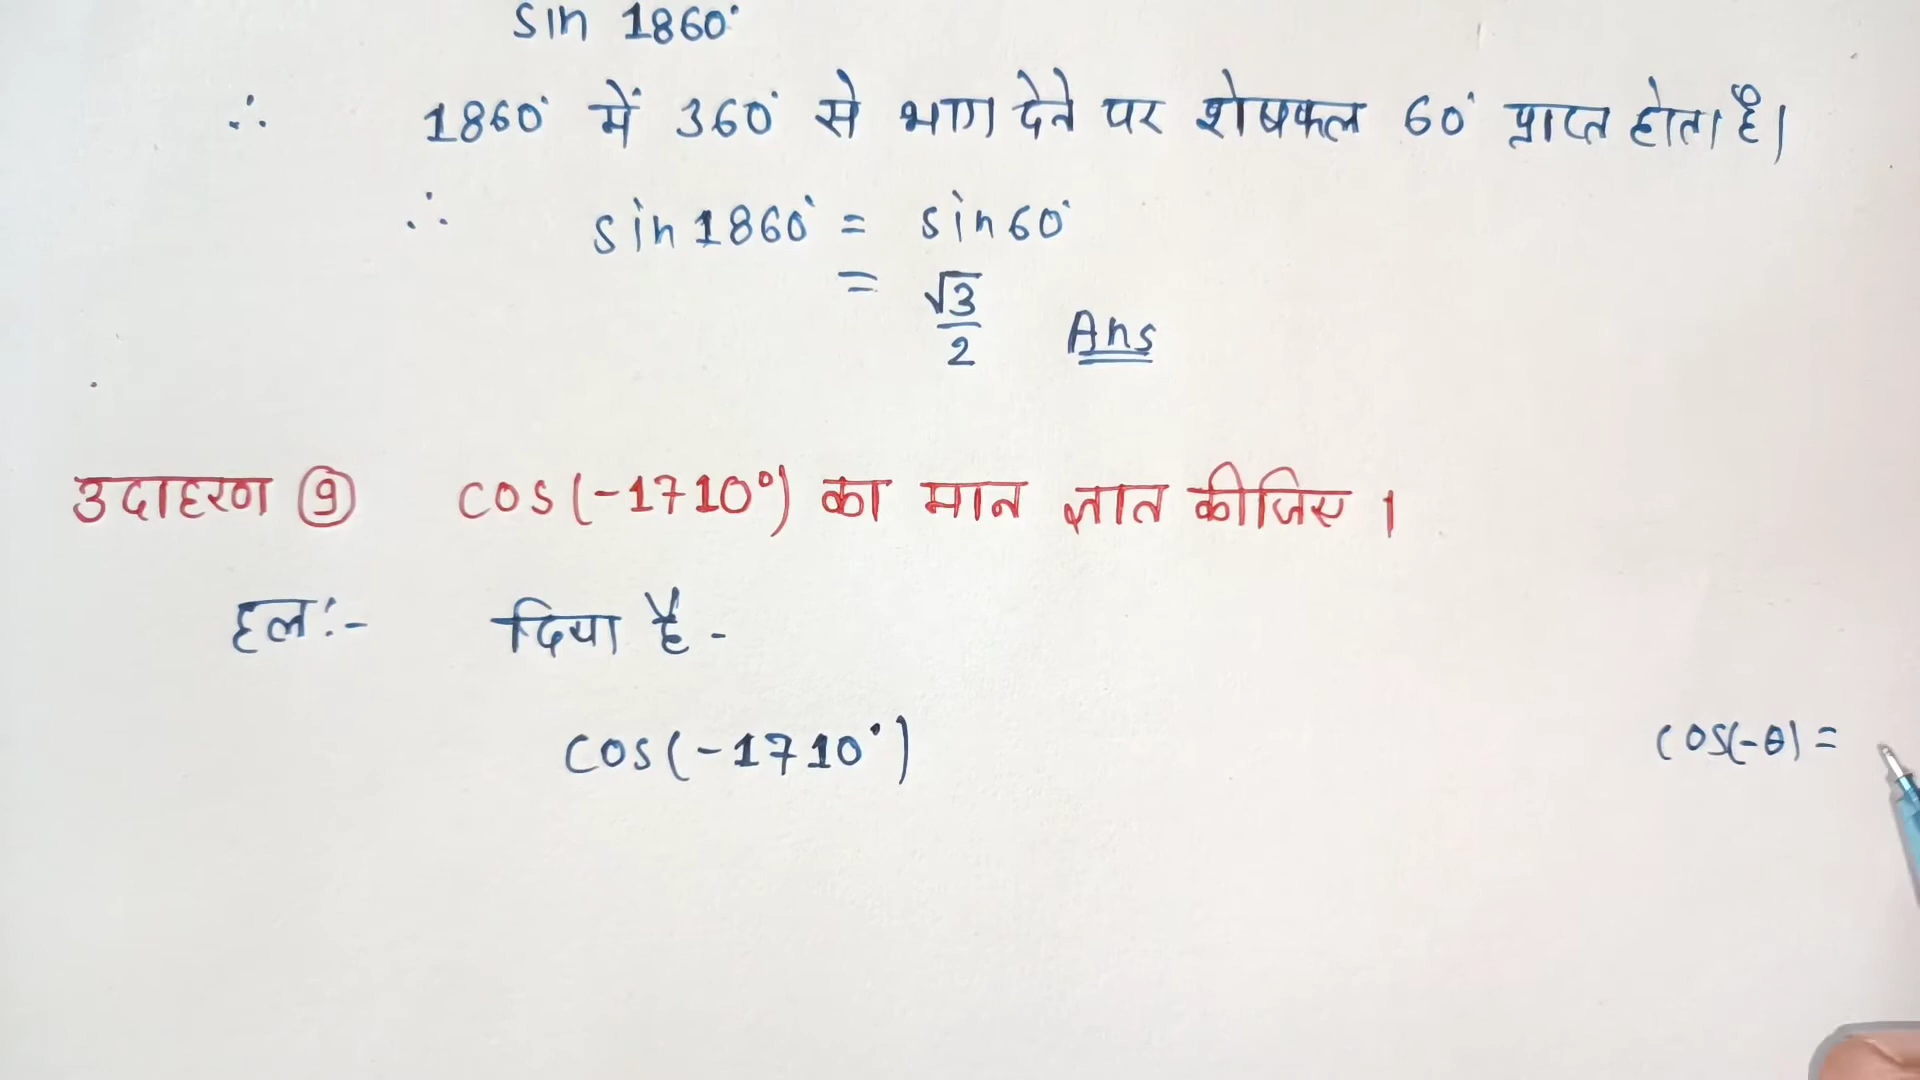 sin 1860°
∴ 1860° में 360° से भाग देने पर शेषफल 60° प्राप्त होता है।
∴ sin 1860° = sin 60°
= √3/2 Ans
उदाहरण ⑨ cos(-1710°) का मान ज्ञात कीजिए।
हल:- दिया है -
cos(-1710°)
cos(-θ) =